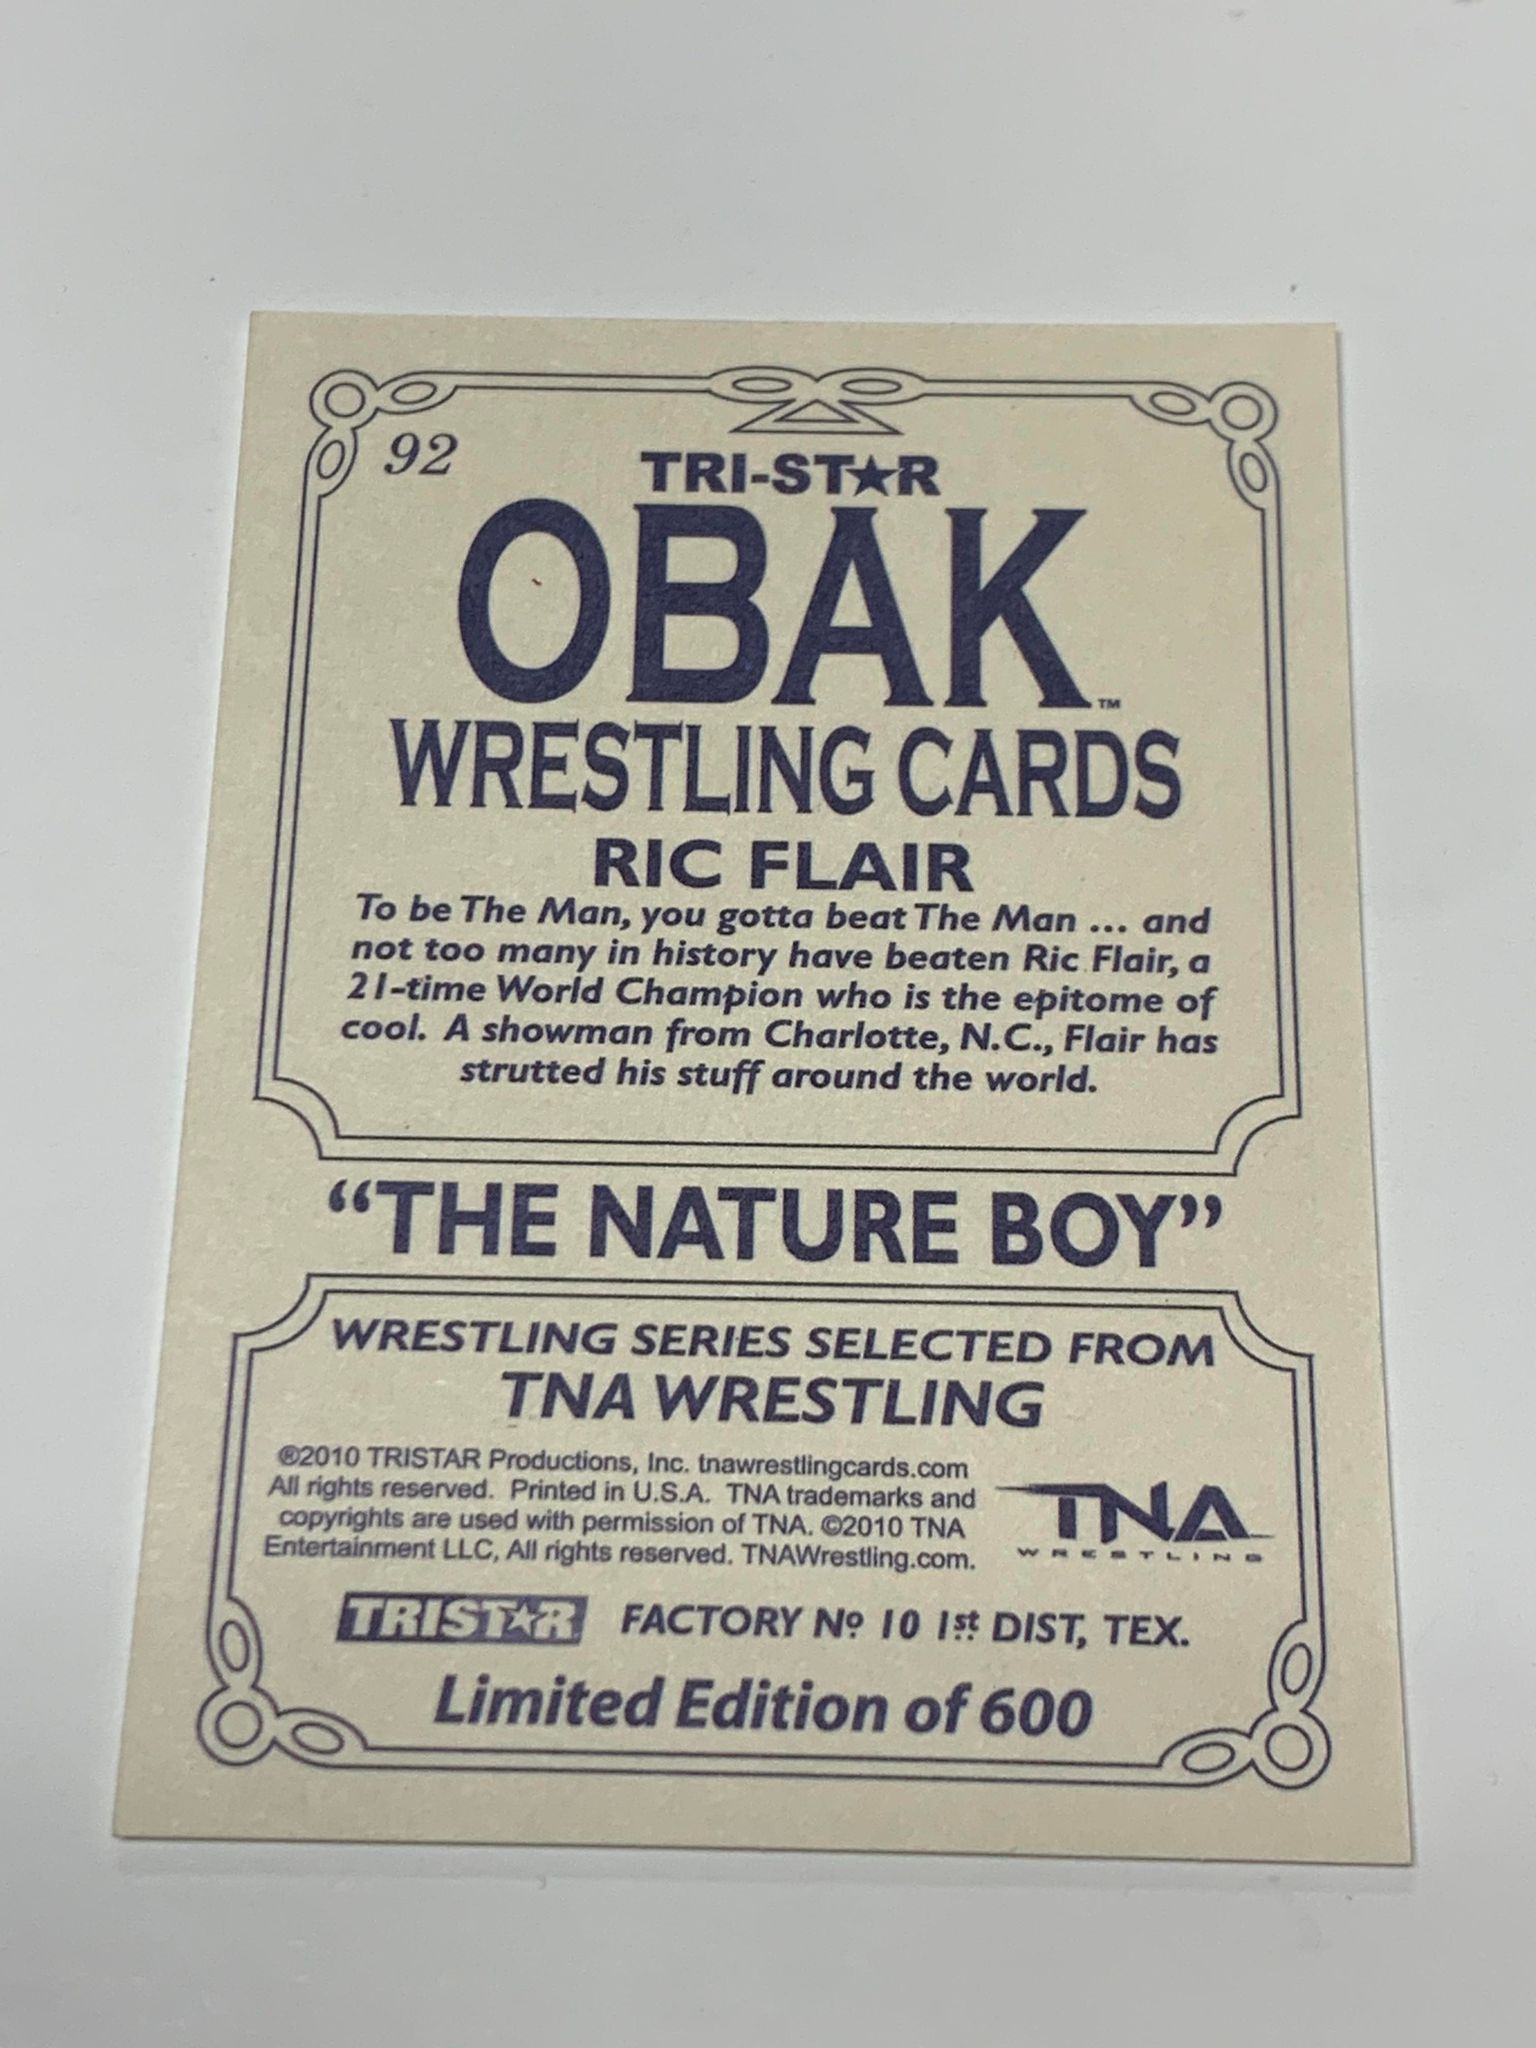 92
TRI-ST★R
OBAK™
WRESTLING CARDS
RIC FLAIR
To be The Man, you gotta beat The Man ... and
not too many in history have beaten Ric Flair, a
21-time World Champion who is the epitome of
cool. A showman from Charlotte, N.C., Flair has
strutted his stuff around the world.
“THE NATURE BOY”
WRESTLING SERIES SELECTED FROM
TNA WRESTLING
®2010 TRISTAR Productions, Inc. tnawrestlingcards.com
All rights reserved. Printed in U.S.A. TNA trademarks and
copyrights are used with permission of TNA. ©2010 TNA
Entertainment LLC, All rights reserved. TNAWrestling.com.
TNA
WRESTLING
TRIST★R FACTORY Nº 10 1st DIST, TEX.
Limited Edition of 600